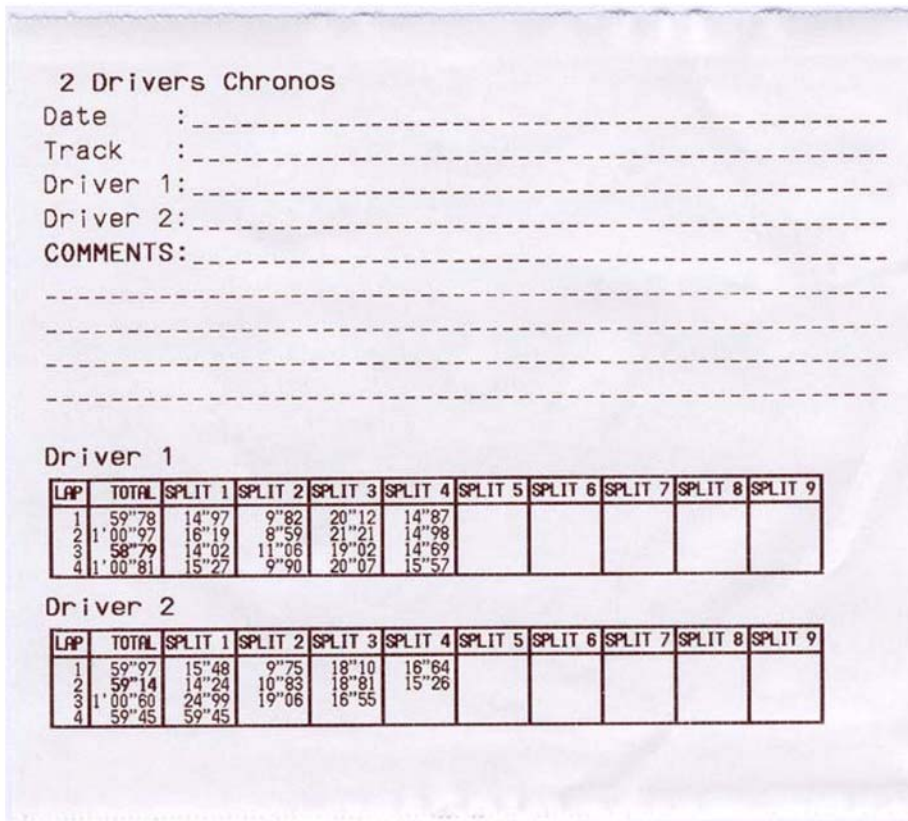 2 Drivers Chronos
Date :
Track :
Driver 1:
Driver 2:
COMMENTS:
Driver 1
LAP TOTAL SPLIT 1 SPLIT 2 SPLIT 3 SPLIT 4 SPLIT 5 SPLIT 6 SPLIT 7 SPLIT 8 SPLIT 9
1 59"78 14"97 9"82 20"12 14"87
2 1'00"97 16"19 8"59 21"21 14"98
3 58"79 14"02 11"06 19"02 14"69
4 1'00"81 15"27 9"90 20"07 15"57
Driver 2
LAP TOTAL SPLIT 1 SPLIT 2 SPLIT 3 SPLIT 4 SPLIT 5 SPLIT 6 SPLIT 7 SPLIT 8 SPLIT 9
1 59"97 15"48 9"75 18"10 16"64
2 59"14 14"24 10"83 18"81 15"26
3 1'00"60 24"99 19"06 16"55
4 59"45 59"45